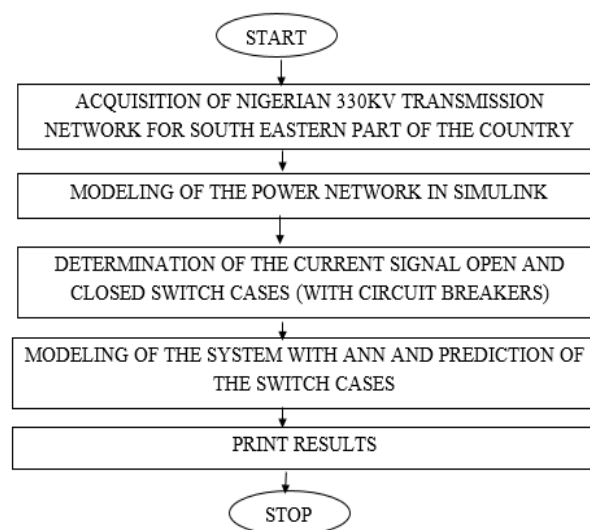 START
ACQUISITION OF NIGERIAN 330KV TRANSMISSION
NETWORK FOR SOUTH EASTERN PART OF THE COUNTRY
MODELING OF THE POWER NETWORK IN SIMULINK
DETERMINATION OF THE CURRENT SIGNAL OPEN AND
CLOSED SWITCH CASES (WITH CIRCUIT BREAKERS)
MODELING OF THE SYSTEM WITH ANN AND PREDICTION OF
THE SWITCH CASES
PRINT RESULTS
STOP